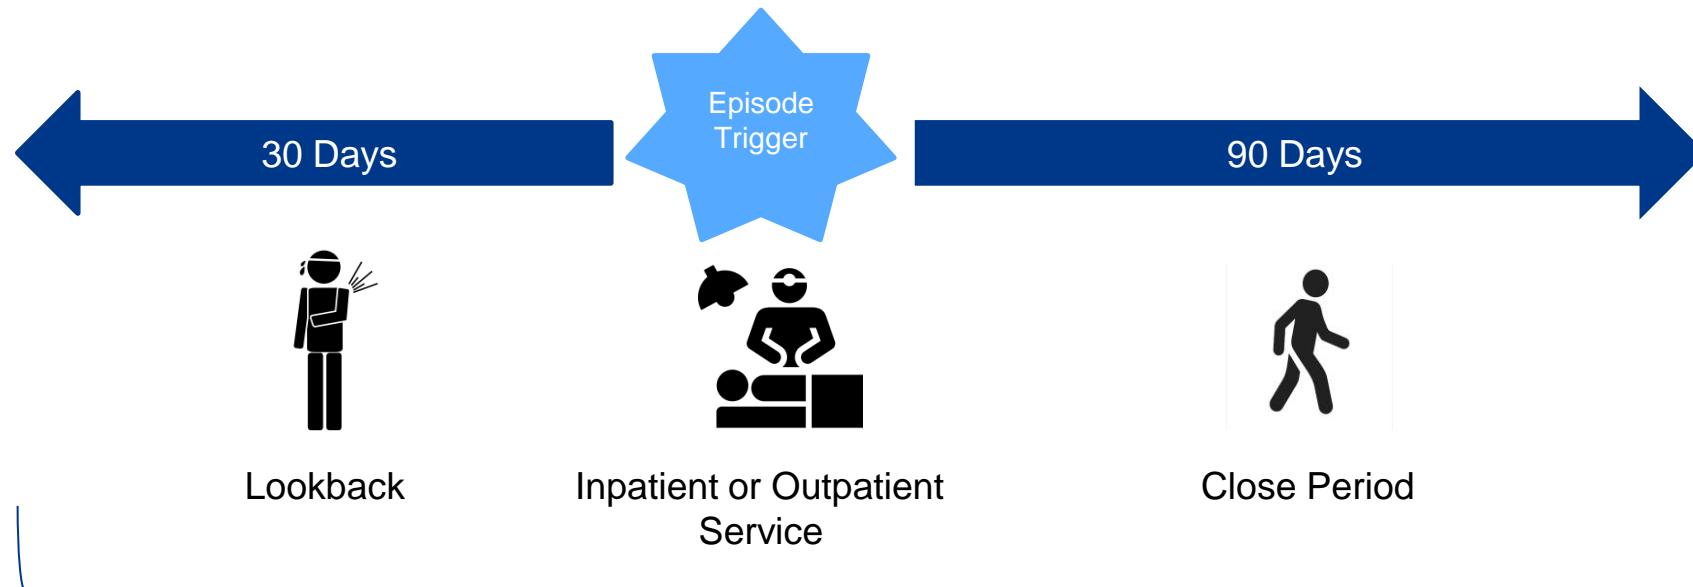 Episode
Trigger
30 Days
90 Days
Lookback
Inpatient or Outpatient
Service
Close Period